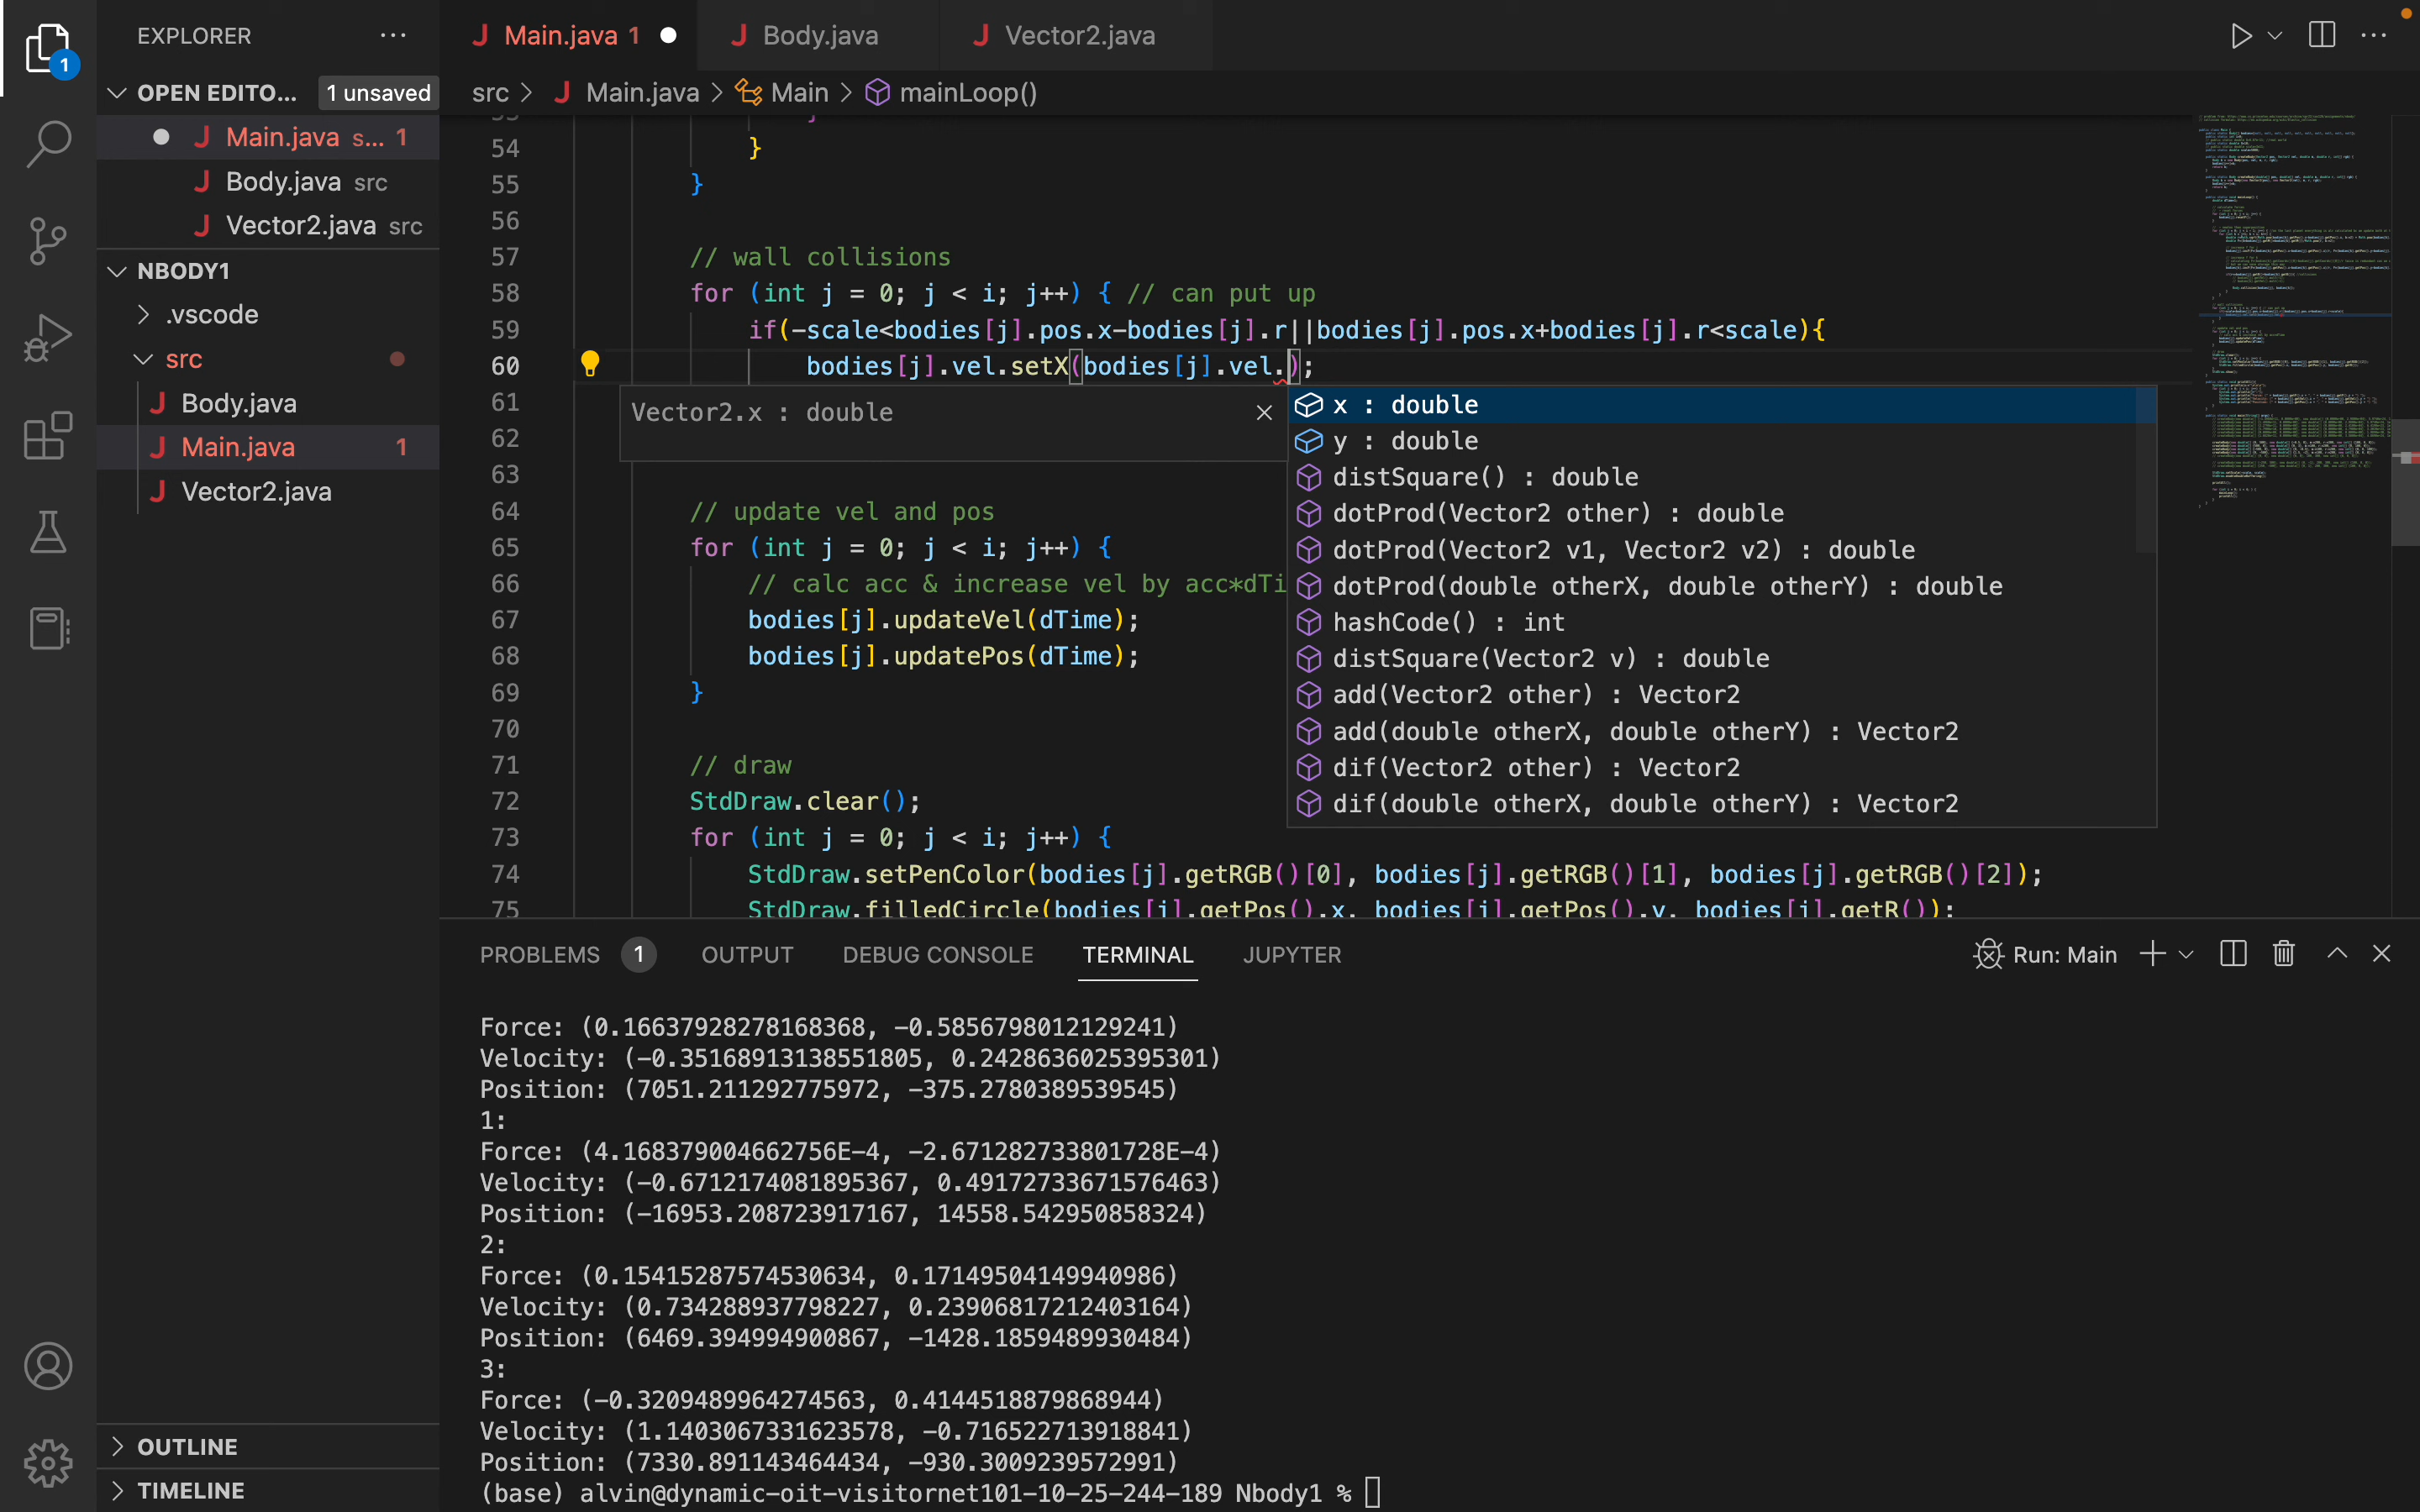 EXPLORER
OPEN EDITO... 1 unsaved
Main.java s... 1
Body.java src
Vector2.java src
NBODY1
.vscode
src
Body.java
Main.java 1
Vector2.java
OUTLINE
TIMELINE
1
Main.java 1
Body.java
Vector2.java
src > Main.java > Main > mainLoop()
54 }
55 }
56
57 // wall collisions
58 for (int j = 0; j < i; j++) { // can put up
59 if(-scale<bodies[j].pos.x-bodies[j].r||bodies[j].pos.x+bodies[j].r<scale){
60 bodies[j].vel.setX(bodies[j].vel.);
61
62
63
64 // update vel and pos
65 for (int j = 0; j < i; j++) {
66 // calc acc & increase vel by acc*dTi
67 bodies[j].updateVel(dTime);
68 bodies[j].updatePos(dTime);
69 }
70
71 // draw
72 StdDraw.clear();
73 for (int j = 0; j < i; j++) {
74 StdDraw.setPenColor(bodies[j].getRGB()[0], bodies[j].getRGB()[1], bodies[j].getRGB()[2]);
75 StdDraw.filledCircle(bodies[j].getPos().x, bodies[j].getPos().y, bodies[j].getR());
Vector2.x : double
x : double
y : double
distSquare() : double
dotProd(Vector2 other) : double
dotProd(Vector2 v1, Vector2 v2) : double
dotProd(double otherX, double otherY) : double
hashCode() : int
distSquare(Vector2 v) : double
add(Vector2 other) : Vector2
add(double otherX, double otherY) : Vector2
dif(Vector2 other) : Vector2
dif(double otherX, double otherY) : Vector2
PROBLEMS 1 OUTPUT DEBUG CONSOLE TERMINAL JUPYTER Run: Main
Force: (0.16637928278168368, -0.5856798012129241)
Velocity: (-0.35168913138551805, 0.2428636025395301)
Position: (7051.211292775972, -375.2780389539545)
1:
Force: (4.168379004662756E-4, -2.671282733801728E-4)
Velocity: (-0.6712174081895367, 0.49172733671576463)
Position: (-16953.208723917167, 14558.542950858324)
2:
Force: (0.15415287574530634, 0.17149504149940986)
Velocity: (0.734288937798227, 0.23906817212403164)
Position: (6469.394994900867, -1428.1859489930484)
3:
Force: (-0.3209489964274563, 0.4144518879868944)
Velocity: (1.1403067331623578, -0.716522713918841)
Position: (7330.891143464434, -930.3009239572991)
(base) alvin@dynamic-oit-visitornet101-10-25-244-189 Nbody1 %